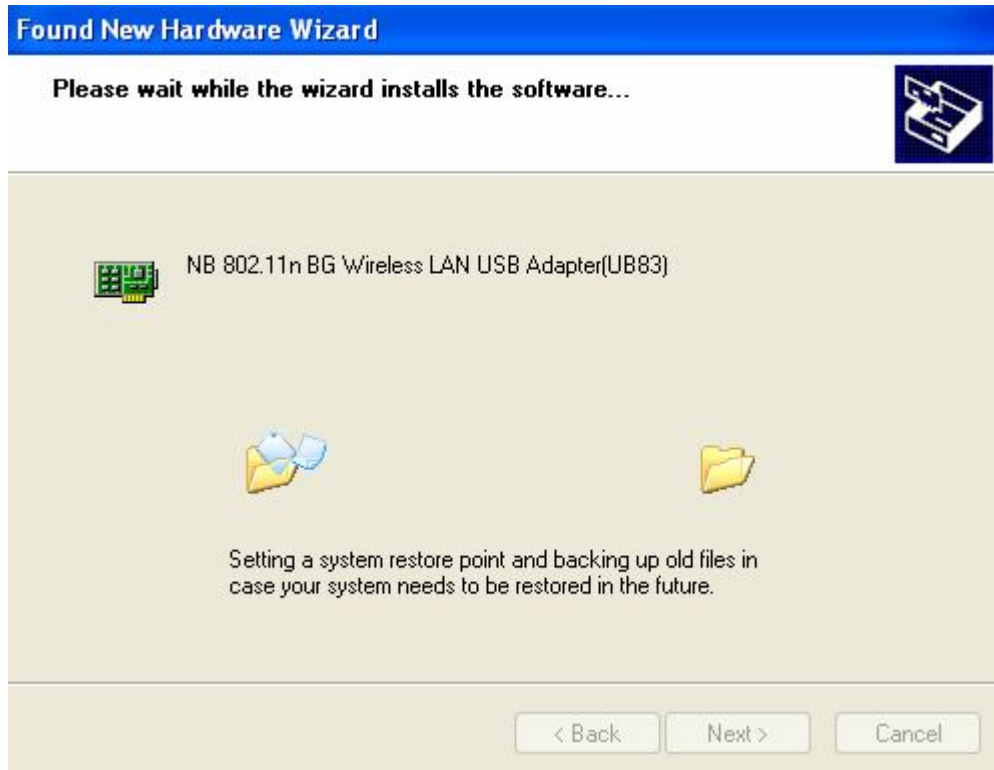 Found New Hardware Wizard
Please wait while the wizard installs the software...
NB 802.11n BG Wireless LAN USB Adapter(UB83)
Setting a system restore point and backing up old files in
case your system needs to be restored in the future.
< Back Next > Cancel